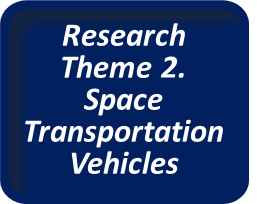 Research
Theme 2.
Space
Transportation
Vehicles